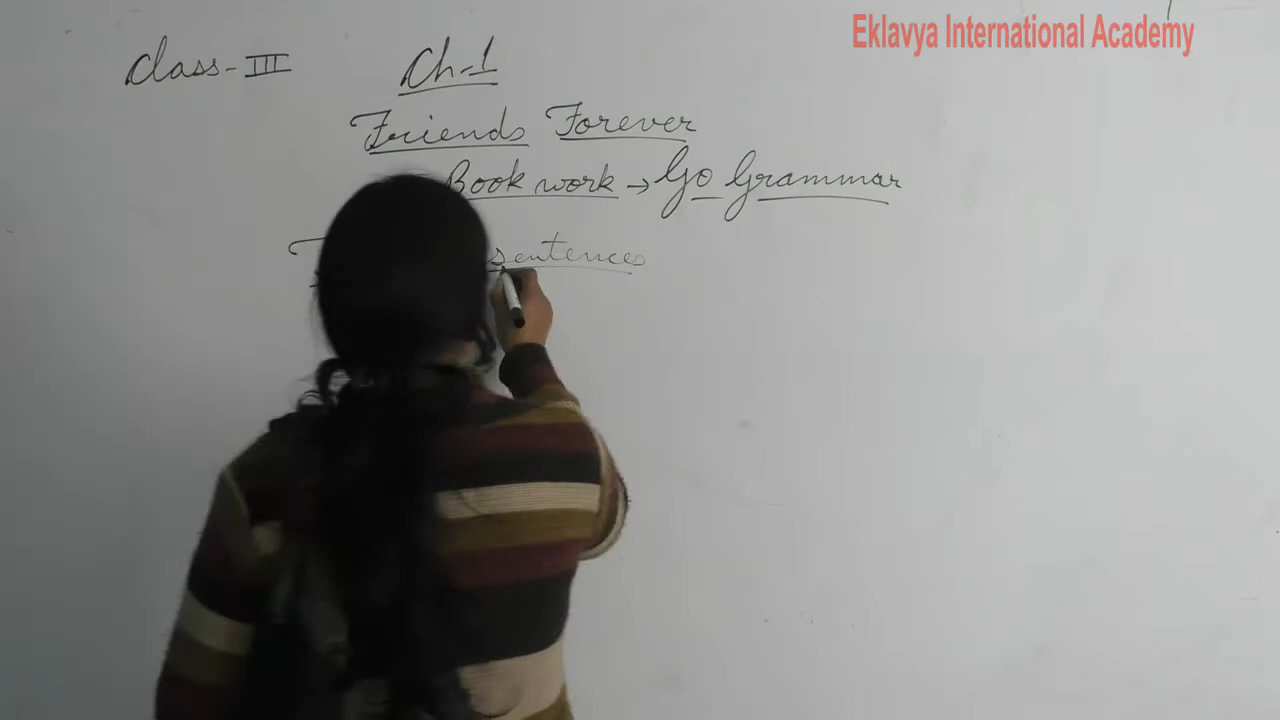 Eklavya International Academy
Class-III Ch-1
Friends Forever
Book work → Go Grammar
sentences